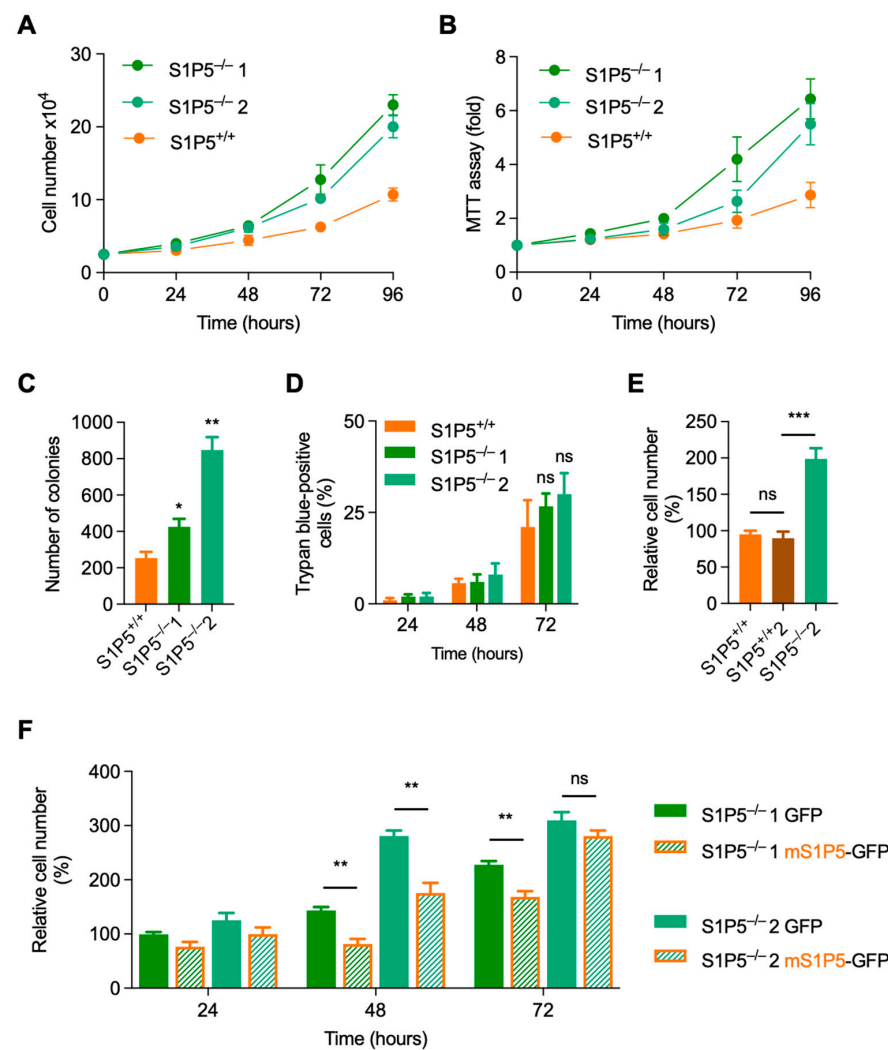 A
Cell number x10⁴
30
20
10
0
S1P5⁻/⁻ 1
S1P5⁻/⁻ 2
S1P5⁺/⁺
0 24 48 72 96
Time (hours)
B
MTT assay (fold)
8
6
4
2
0
S1P5⁻/⁻ 1
S1P5⁻/⁻ 2
S1P5⁺/⁺
0 24 48 72 96
Time (hours)
C
Number of colonies
1000
800
600
400
200
0
*
**
S1P5⁺/⁺
S1P5⁻/⁻1
S1P5⁻/⁻2
D
Trypan blue-positive
cells (%)
50
25
0
S1P5⁺/⁺
S1P5⁻/⁻ 1
S1P5⁻/⁻ 2
ns ns
24 48 72
Time (hours)
E
Relative cell number
(%)
250
200
150
100
50
0
ns
***
S1P5⁺/⁺
S1P5⁺/⁺2
S1P5⁻/⁻2
F
Relative cell number
(%)
400
300
200
100
0
**
**
**
ns
24 48 72
Time (hours)
S1P5⁻/⁻ 1 GFP
S1P5⁻/⁻ 1 mS1P5-GFP
S1P5⁻/⁻ 2 GFP
S1P5⁻/⁻ 2 mS1P5-GFP